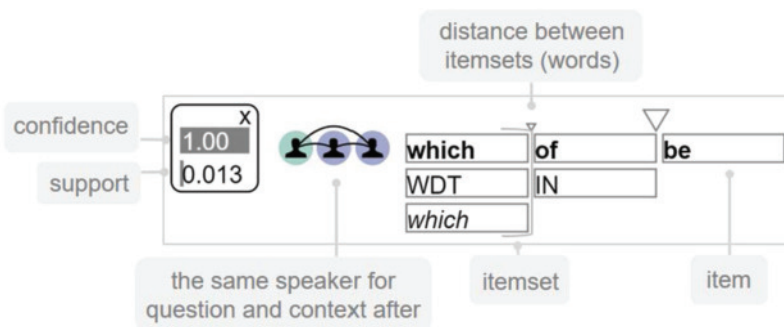 distance between
itemsets (words)
confidence
x
1.00
support
0.013
which
of
be
WDT
IN
which
the same speaker for
question and context after
itemset
item